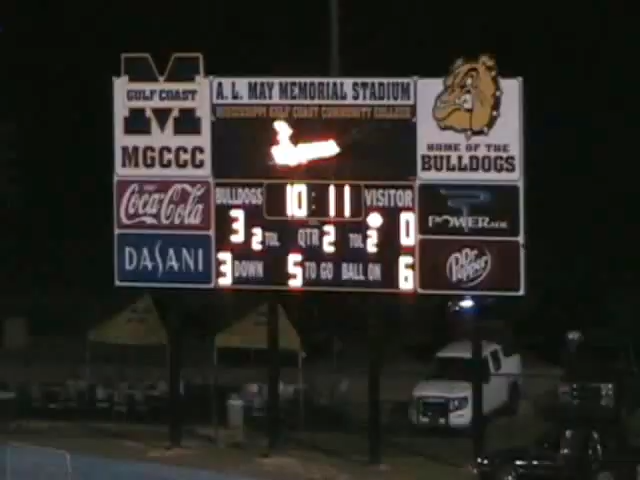 M
GULF COAST
MGCCC
A. L. MAY MEMORIAL STADIUM
MISSISSIPPI GULF COAST COMMUNITY COLLEGE
HOME OF THE
BULLDOGS
Coca-Cola
DASANI
BULLDOGS 10:11 VISITOR
3 2 TOL QTR 2 TOL 2 0
3 DOWN 5 TO GO BALL ON 6
POWERADE
Dr Pepper